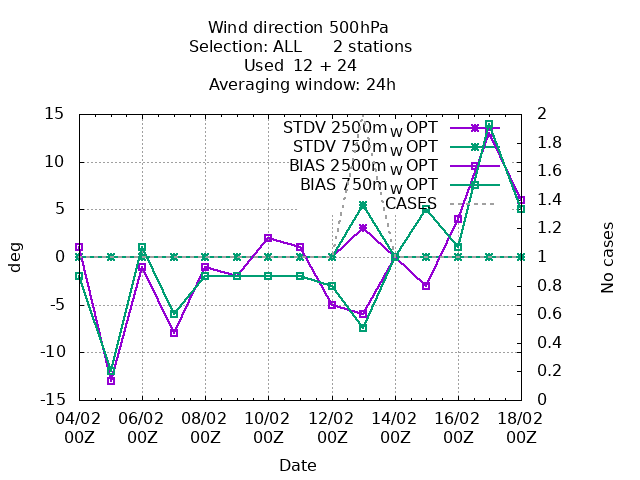 Wind direction 500hPa
Selection: ALL 2 stations
Used 12 + 24
Averaging window: 24h
STDV 2500m_W OPT
STDV 750m_W OPT
BIAS 2500m_W OPT
BIAS 750m_W OPT
CASES
15
10
5
0
-5
-10
-15
deg
2
1.8
1.6
1.4
1.2
1
0.8
0.6
0.4
0.2
0
No cases
04/02 06/02 08/02 10/02 12/02 14/02 16/02 18/02
00Z 00Z 00Z 00Z 00Z 00Z 00Z 00Z
Date